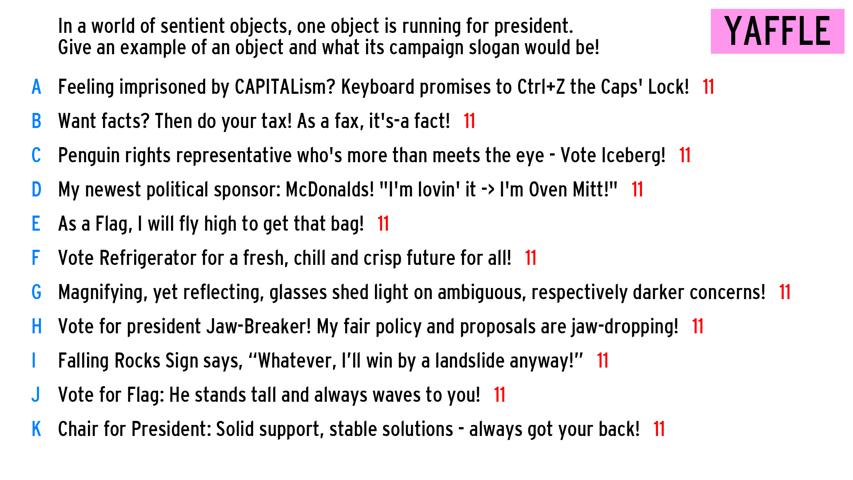 In a world of sentient objects, one object is running for president.
Give an example of an object and what its campaign slogan would be!
YAFFLE
A Feeling imprisoned by CAPITALism? Keyboard promises to Ctrl+Z the Caps' Lock! 11
B Want facts? Then do your tax! As a fax, it's-a fact! 11
C Penguin rights representative who's more than meets the eye - Vote Iceberg! 11
D My newest political sponsor: McDonalds! "I'm lovin' it -> I'm Oven Mitt!" 11
E As a Flag, I will fly high to get that bag! 11
F Vote Refrigerator for a fresh, chill and crisp future for all! 11
G Magnifying, yet reflecting, glasses shed light on ambiguous, respectively darker concerns! 11
H Vote for president Jaw-Breaker! My fair policy and proposals are jaw-dropping! 11
I Falling Rocks Sign says, “Whatever, I’ll win by a landslide anyway!” 11
J Vote for Flag: He stands tall and always waves to you! 11
K Chair for President: Solid support, stable solutions - always got your back! 11